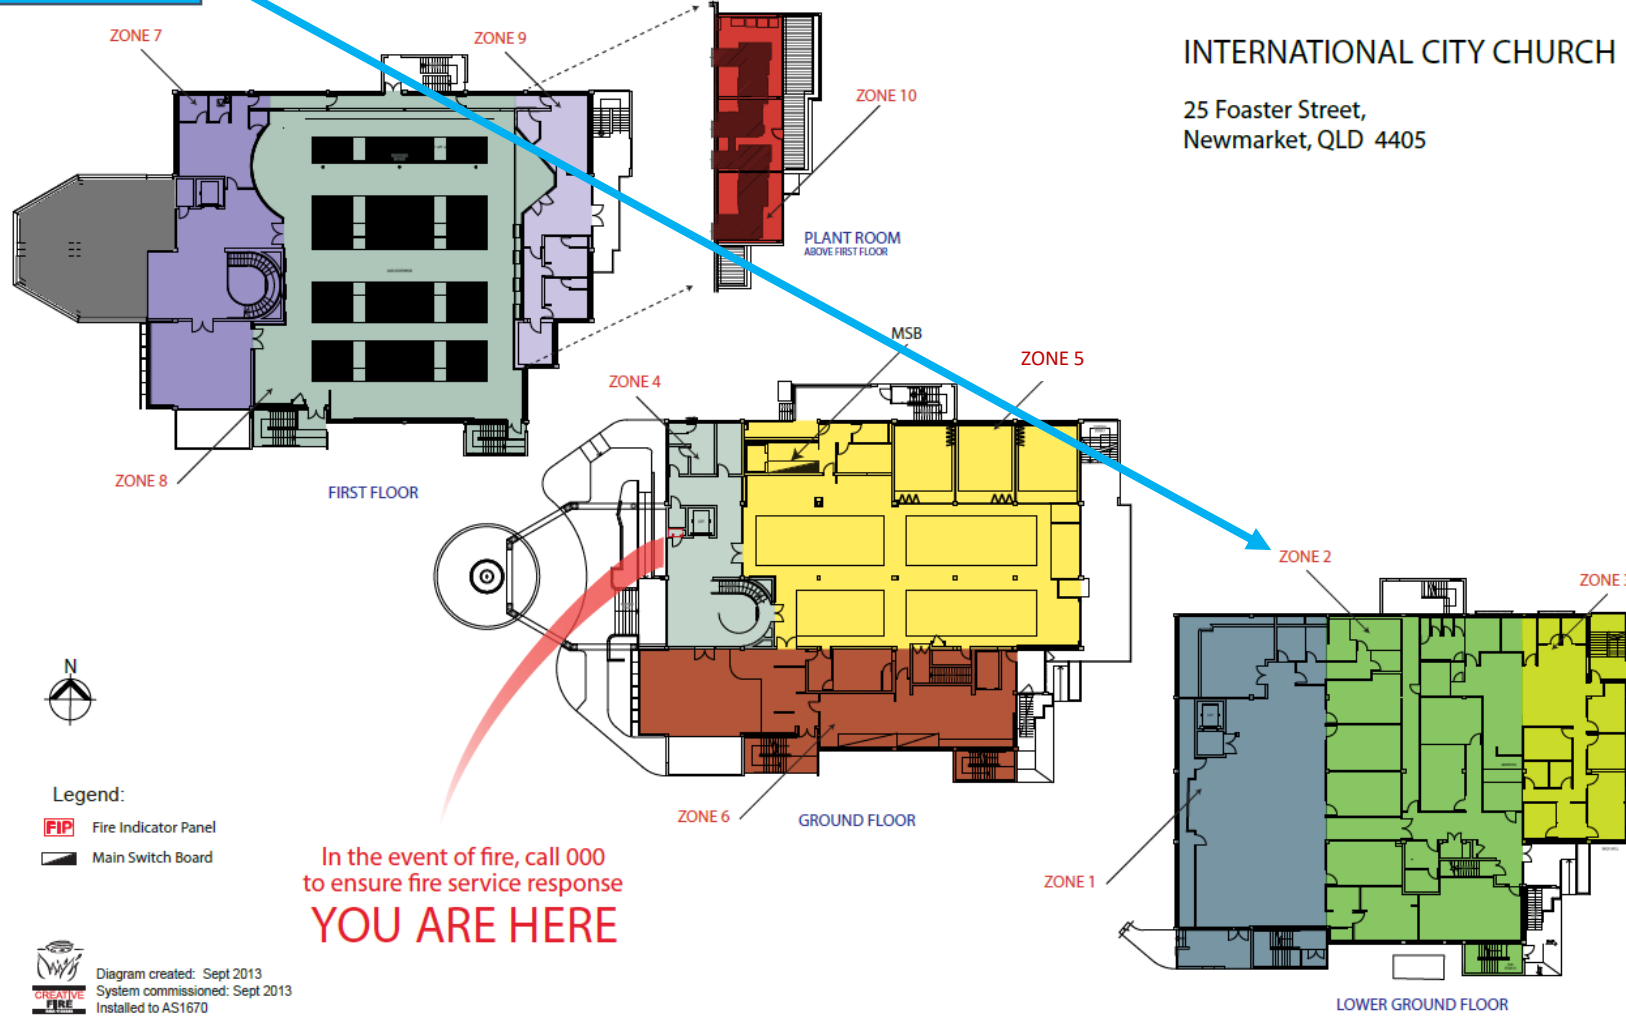 INTERNATIONAL CITY CHURCH
25 Foaster Street,
Newmarket, QLD 4405
ZONE 7
ZONE 9
ZONE 10
PLANT ROOM
ABOVE FIRST FLOOR
ZONE 8
FIRST FLOOR
MSB
ZONE 5
ZONE 4
ZONE 6
GROUND FLOOR
ZONE 2
ZONE 3
ZONE 1
LOWER GROUND FLOOR
N
Legend:
FIP Fire Indicator Panel
Main Switch Board
In the event of fire, call 000
to ensure fire service response
YOU ARE HERE
CREATIVE
FIRE
Diagram created: Sept 2013
System commissioned: Sept 2013
Installed to AS1670